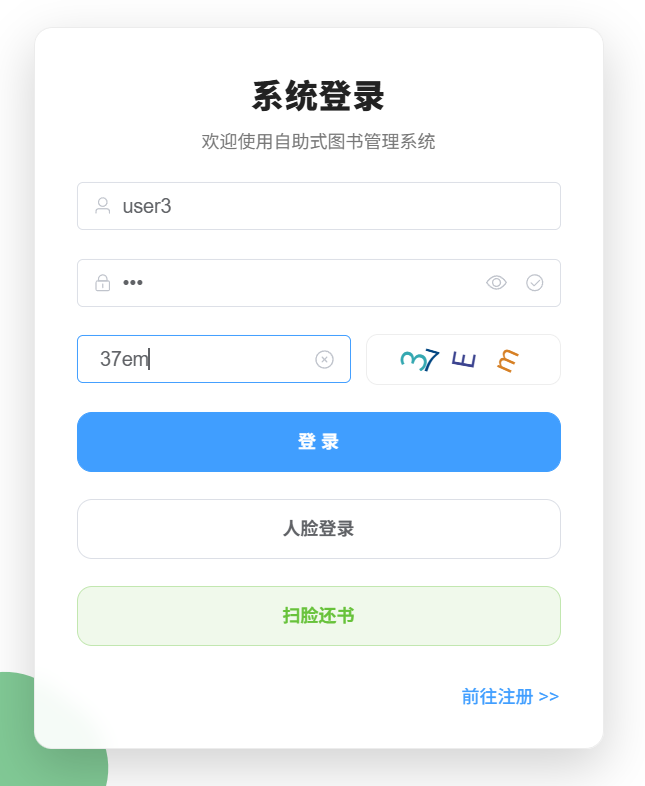 系统登录
欢迎使用自助式图书管理系统
user3
•••
37em
37Em
登 录
人脸登录
扫脸还书
前往注册 >>